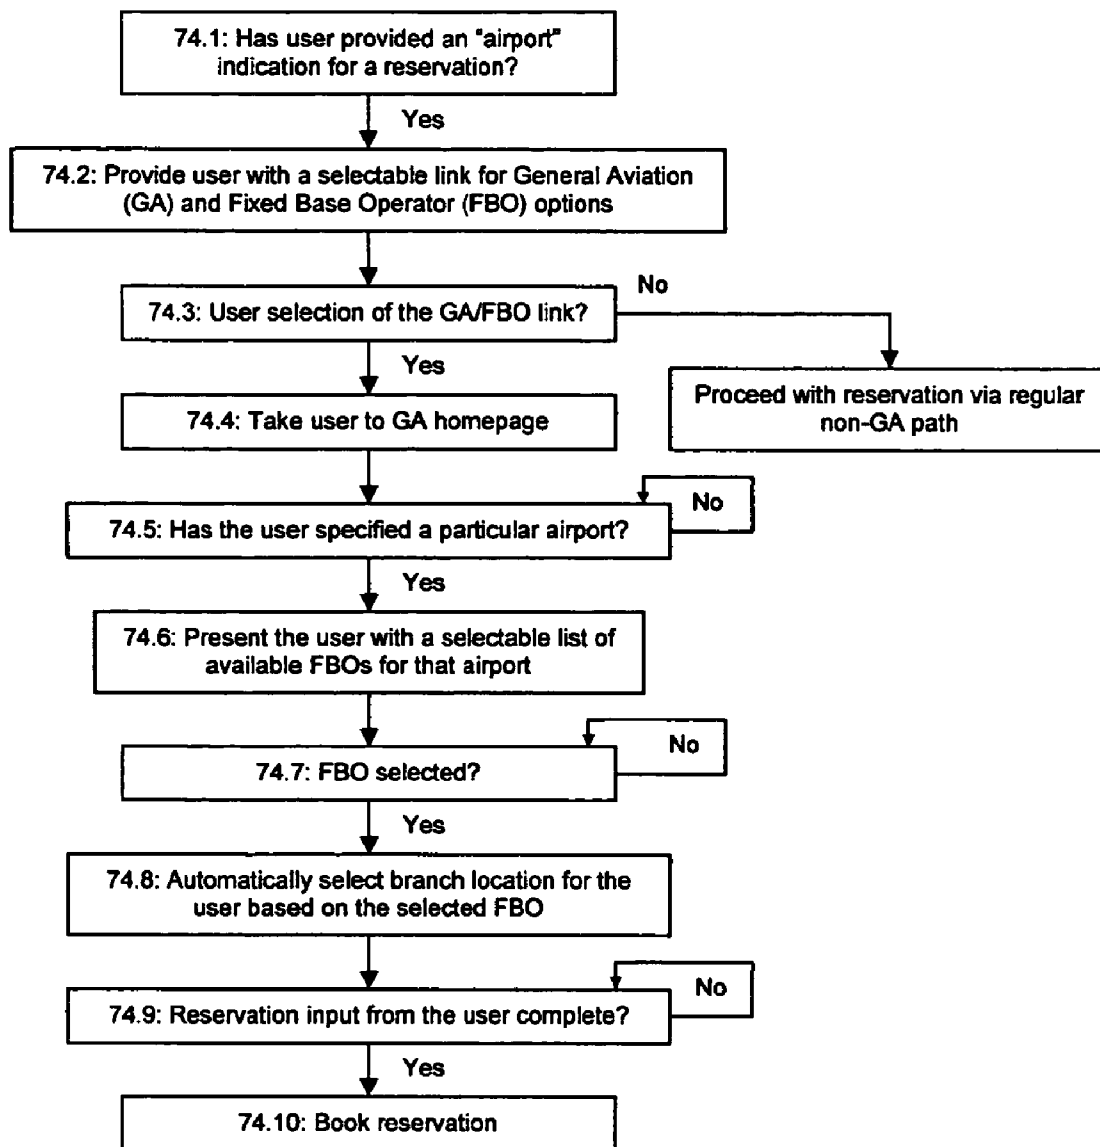 74.1: Has user provided an "airport"
indication for a reservation?
Yes
74.2: Provide user with a selectable link for General Aviation
(GA) and Fixed Base Operator (FBO) options
No
74.3: User selection of the GA/FBO link?
Yes
Proceed with reservation via regular
non-GA path
74.4: Take user to GA homepage
No
74.5: Has the user specified a particular airport?
Yes
74.6: Present the user with a selectable list of
available FBOs for that airport
No
74.7: FBO selected?
Yes
74.8: Automatically select branch location for the
user based on the selected FBO
No
74.9: Reservation input from the user complete?
Yes
74.10: Book reservation